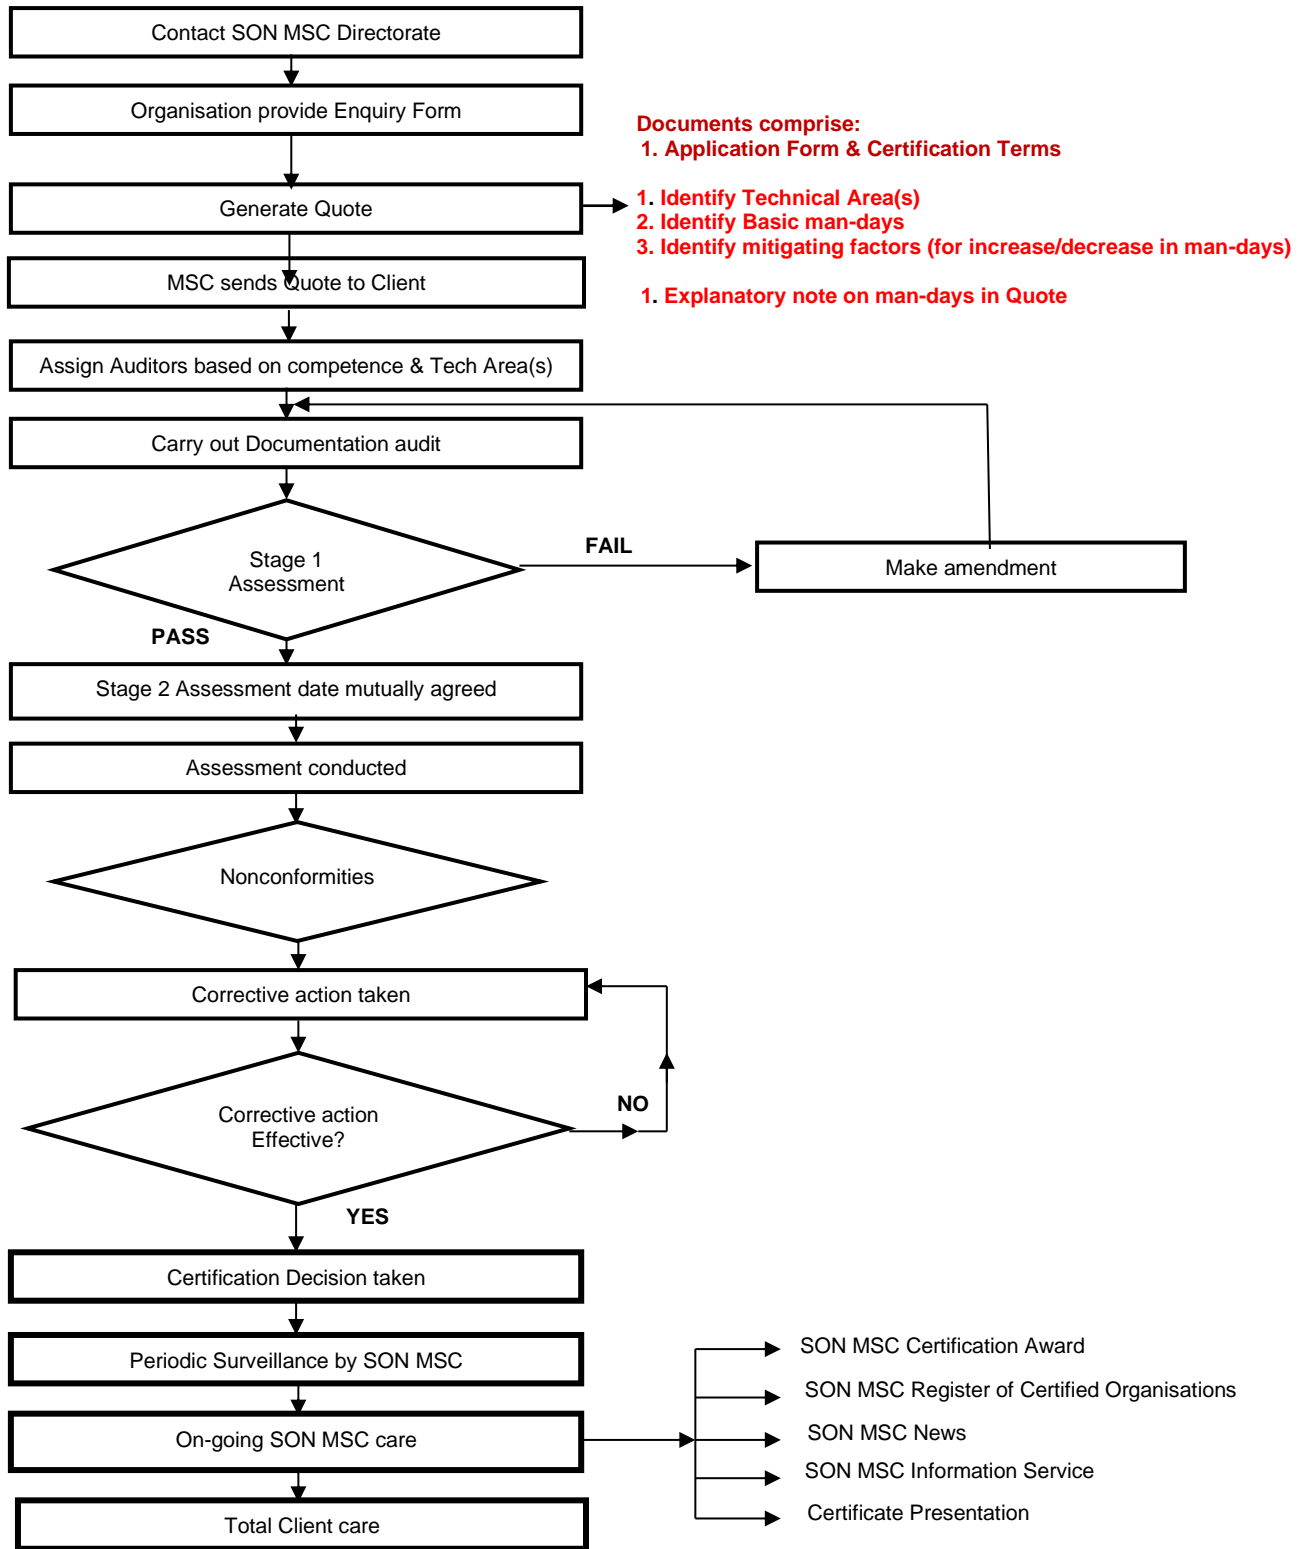 Contact SON MSC Directorate
Organisation provide Enquiry Form
Documents comprise:
1. Application Form & Certification Terms
Generate Quote
1. Identify Technical Area(s)
2. Identify Basic man-days
3. Identify mitigating factors (for increase/decrease in man-days)
MSC sends Quote to Client
1. Explanatory note on man-days in Quote
Assign Auditors based on competence & Tech Area(s)
Carry out Documentation audit
Stage 1
Assessment
FAIL
Make amendment
PASS
Stage 2 Assessment date mutually agreed
Assessment conducted
Nonconformities
Corrective action taken
Corrective action
Effective?
NO
YES
Certification Decision taken
Periodic Surveillance by SON MSC
On-going SON MSC care
SON MSC Certification Award
SON MSC Register of Certified Organisations
SON MSC News
SON MSC Information Service
Certificate Presentation
Total Client care